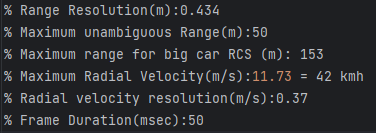 % Range Resolution(m):0.434
% Maximum unambiguous Range(m):50
% Maximum range for big car RCS (m): 153
% Maximum Radial Velocity(m/s):11.73 = 42 kmh
% Radial velocity resolution(m/s):0.37
% Frame Duration(msec):50